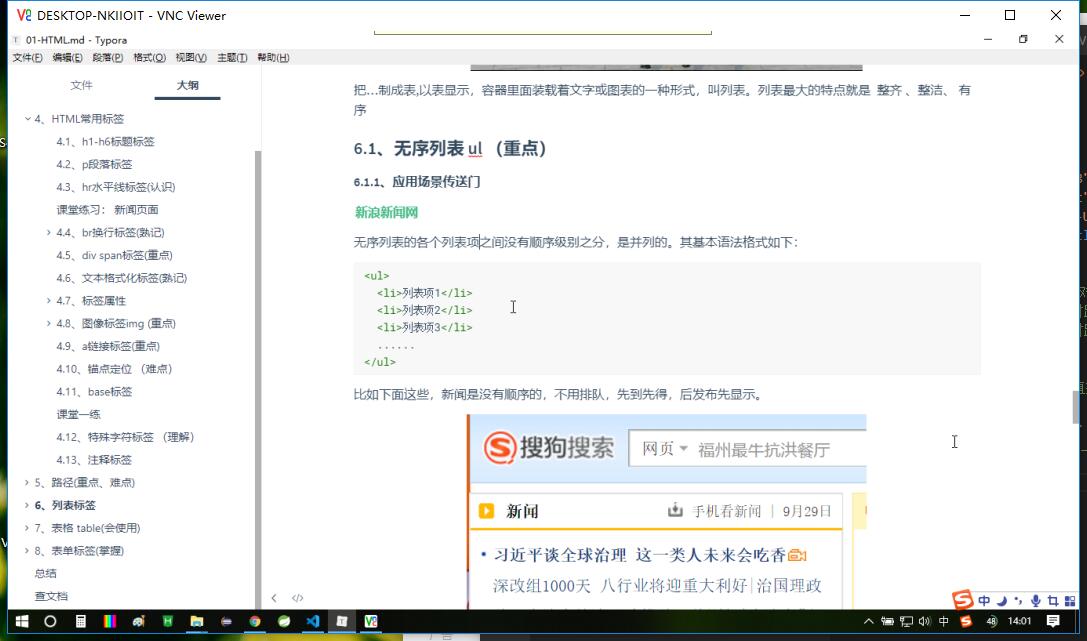 DESKTOP-NKIIOIT - VNC Viewer
01-HTML.md - Typora
文件(F) 编辑(E) 段落(P) 格式(O) 视图(V) 主题(T) 帮助(H)
文件 大纲
4、HTML常用标签
4.1、h1-h6标题标签
4.2、p段落标签
4.3、hr水平线标签(认识)
课堂练习： 新闻页面
4.4、br换行标签(熟记)
4.5、div span标签(重点)
4.6、文本格式化标签(熟记)
4.7、标签属性
4.8、图像标签img (重点)
4.9、a链接标签(重点)
4.10、锚点定位 （难点）
4.11、base标签
课堂一练
4.12、特殊字符标签 （理解）
4.13、注释标签
5、路径(重点、难点)
6、列表标签
7、表格 table(会使用)
8、表单标签(掌握)
总结
查文档
把...制成表,以表显示，容器里面装载着文字或图表的一种形式，叫列表。列表最大的特点就是 整齐 、整洁、 有
序
6.1、无序列表 ul （重点）
6.1.1、应用场景传送门
新浪新闻网
无序列表的各个列表项之间没有顺序级别之分，是并列的。其基本语法格式如下：
<ul>
<li>列表项1</li>
<li>列表项2</li>
<li>列表项3</li>
......
</ul>
比如下面这些，新闻是没有顺序的，不用排队，先到先得，后发布先显示。
搜狗搜索 网页 福州最牛抗洪餐厅
新闻 手机看新闻 | 9月29日
习近平谈全球治理 这一类人未来会吃香
深改组1000天 八行业将迎重大利好|治国理政
中
中 48 14:01